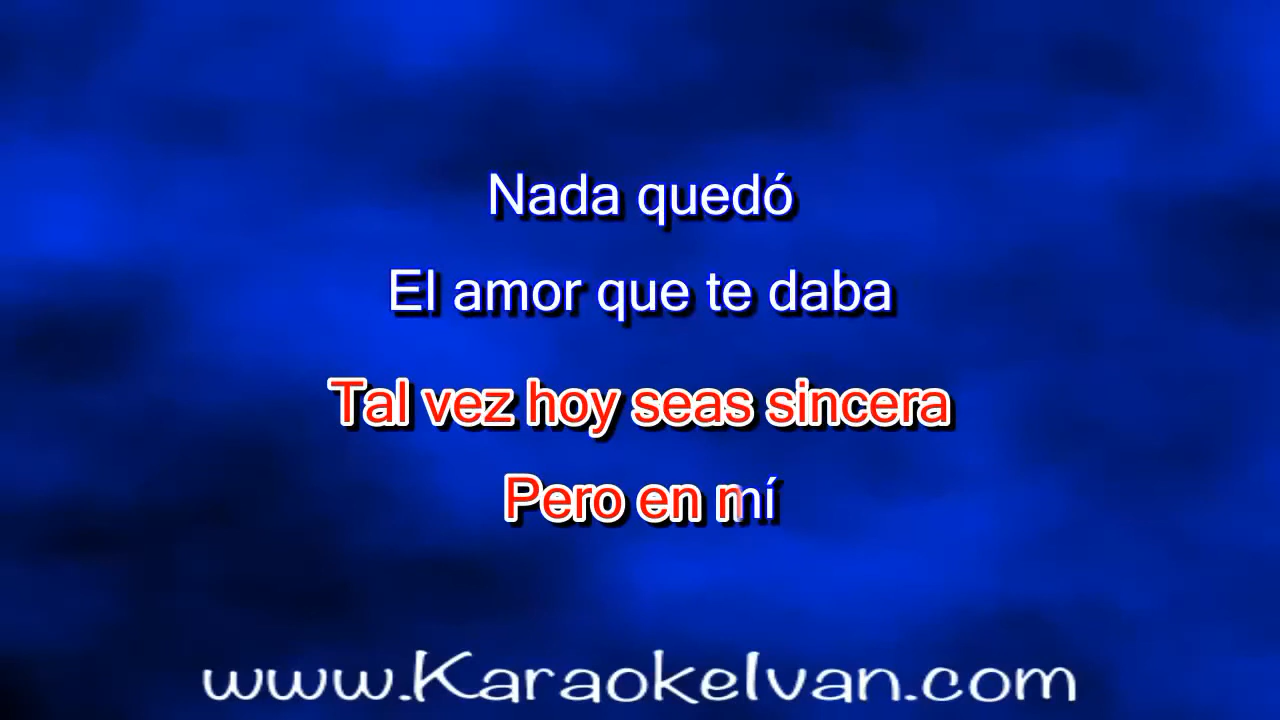 Nada quedó
El amor que te daba
Tal vez hoy seas sincera
Pero en mí
www.KaraokeIvan.com